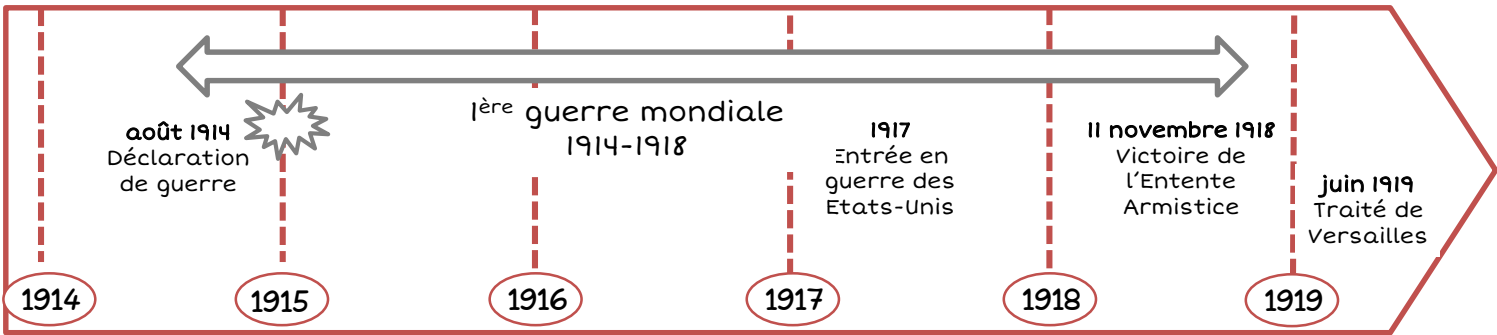 1ère guerre mondiale
1914-1918
août 1914
Déclaration
de guerre
1917
Entrée en
guerre des
Etats-Unis
11 novembre 1918
Victoire de
l’Entente
Armistice
juin 1919
Traité de
Versailles
1914
1915
1916
1917
1918
1919